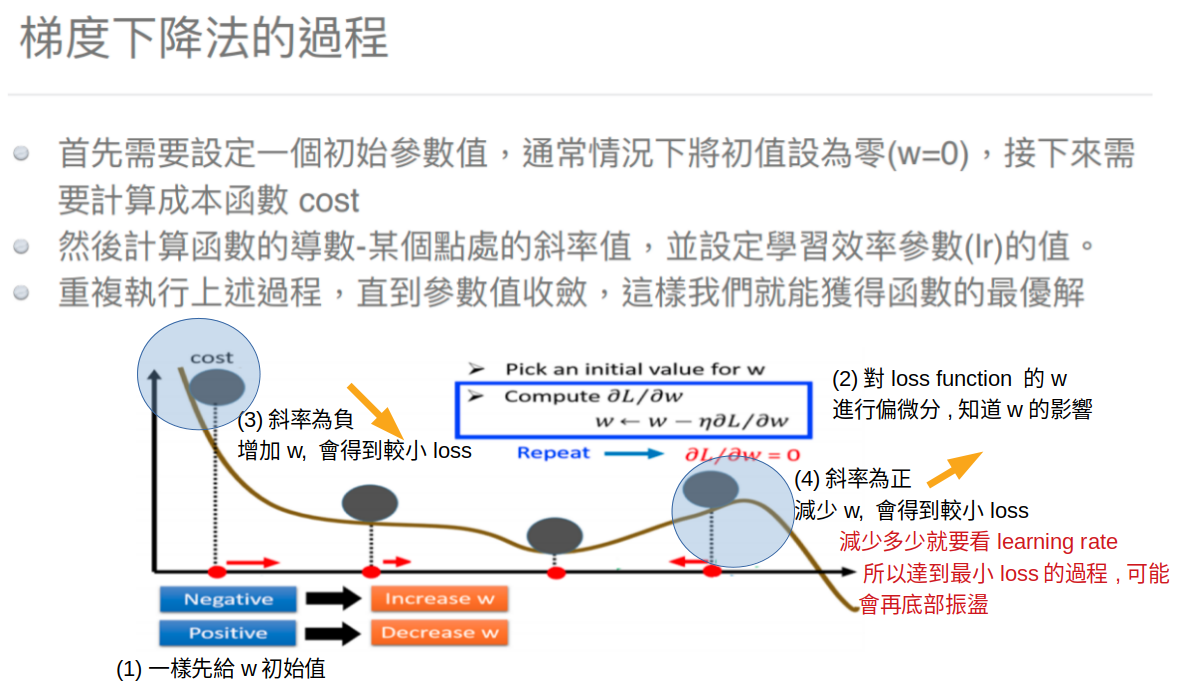 梯度下降法的過程
首先需要設定一個初始參數值，通常情況下將初值設為零(w=0)，接下來需
要計算成本函數 cost
然後計算函數的導數-某個點處的斜率值，並設定學習效率參數(lr)的值。
重複執行上述過程，直到參數值收斂，這樣我們就能獲得函數的最優解
cost
(3) 斜率為負
增加 w, 會得到較小 loss
➢ Pick an initial value for w
➢ Compute ∂L/∂w
w ← w − η∂L/∂w
Repeat
∂L/∂w = 0
(2) 對 loss function 的 w
進行偏微分 , 知道 w 的影響
(4) 斜率為正
減少 w, 會得到較小 loss
減少多少就要看 learning rate
所以達到最小 loss 的過程 , 可能
會再底部振盪
Negative
Increase w
Positive
Decrease w
(1) 一樣先給 w 初始值